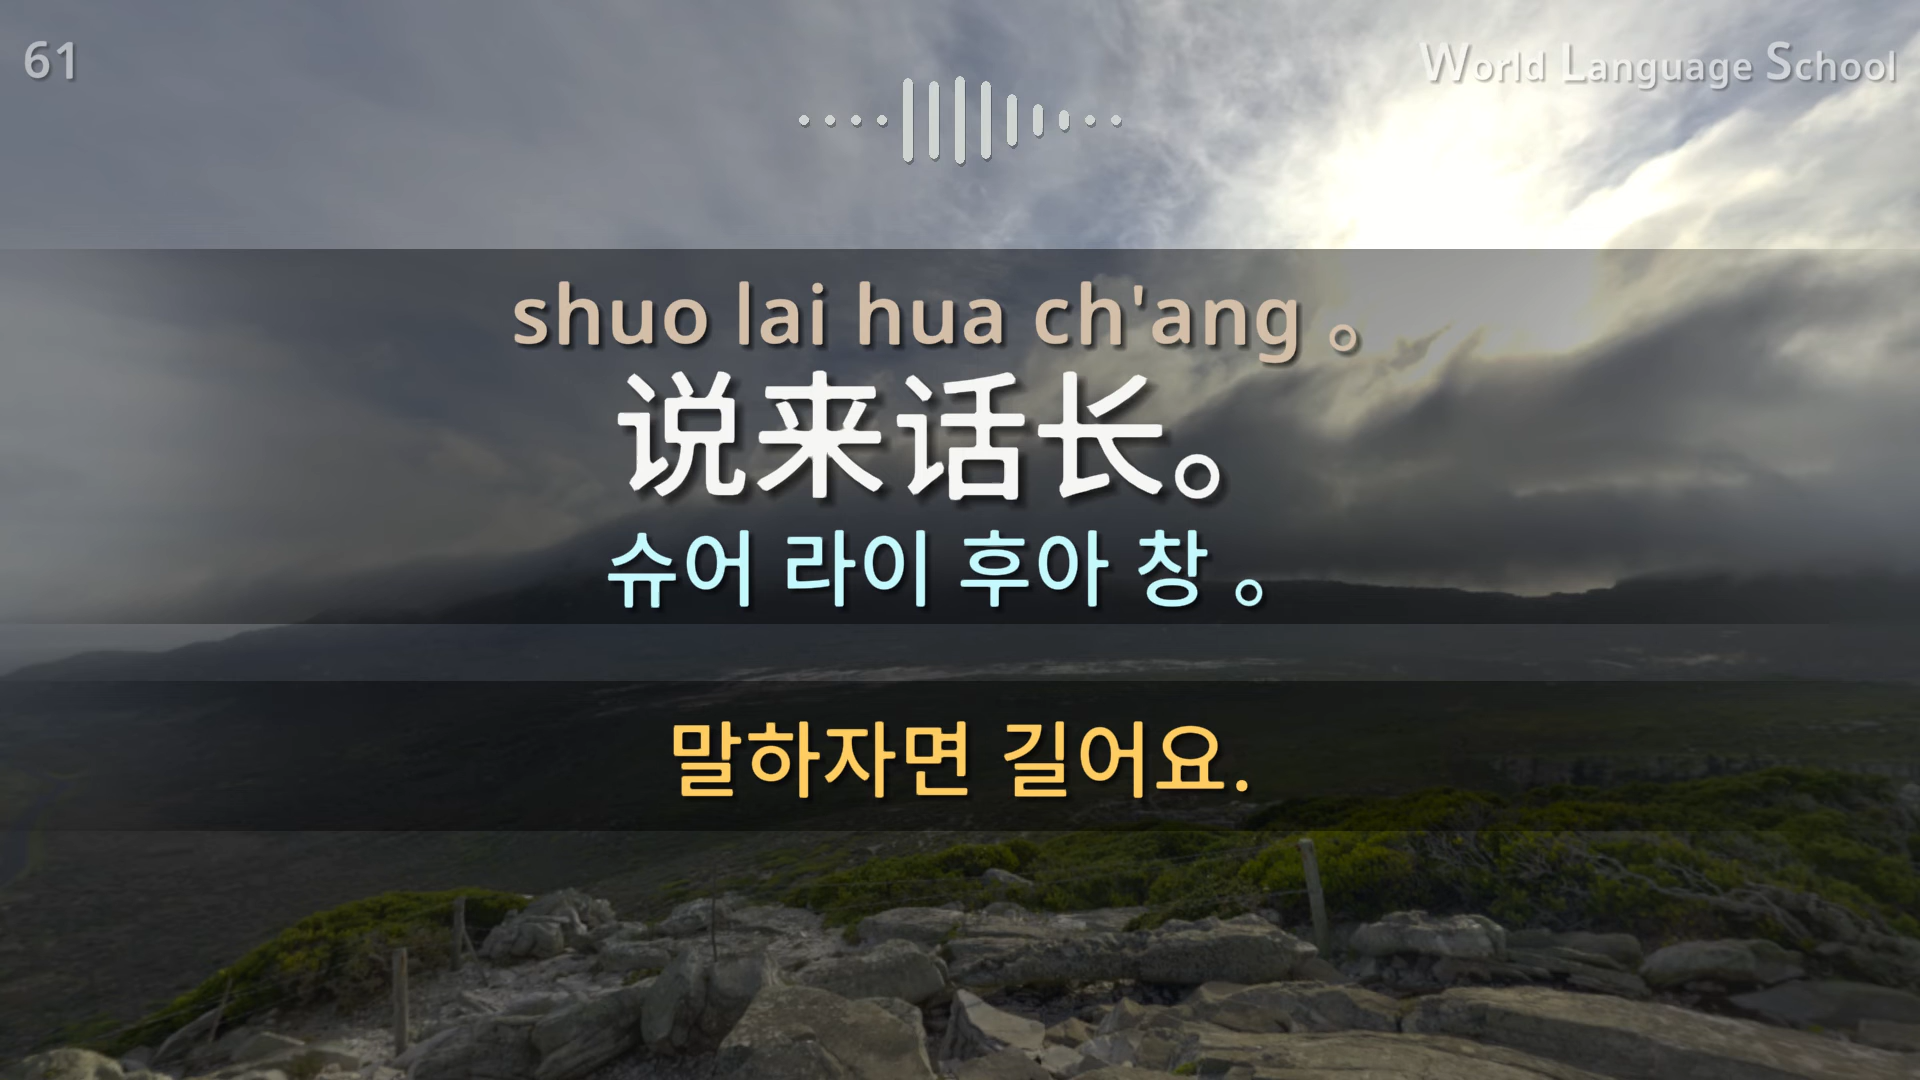 61
World Language School
shuo lai hua ch'ang 。
说来话长。
슈어 라이 후아 창 。
말하자면 길어요.